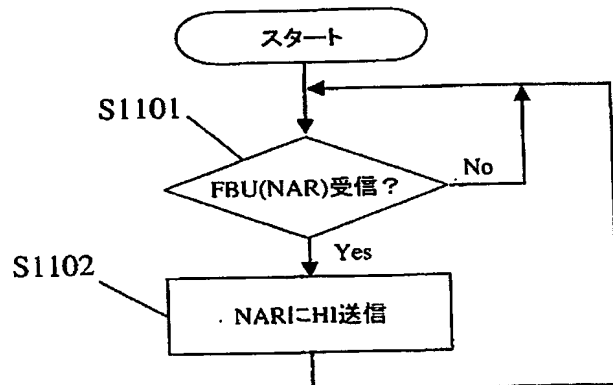 スタート
S1101
FBU(NAR)受信？
No
Yes
S1102
NARにHI送信